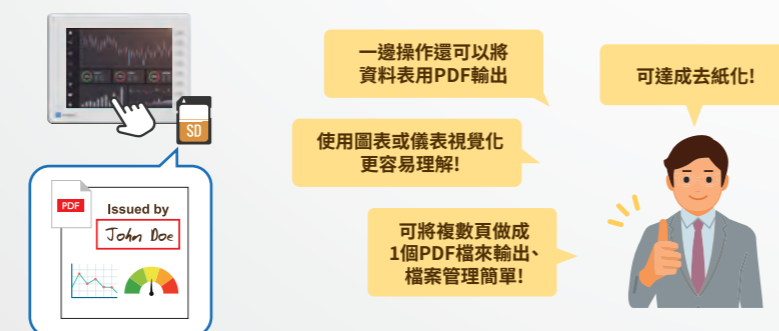 SD
PDF
Issued by
John Doe
一邊操作還可以將
資料表用PDF輸出
使用圖表或儀表視覺化
更容易理解!
可將複數頁做成
1個PDF檔來輸出、
檔案管理簡單!
可達成去紙化!